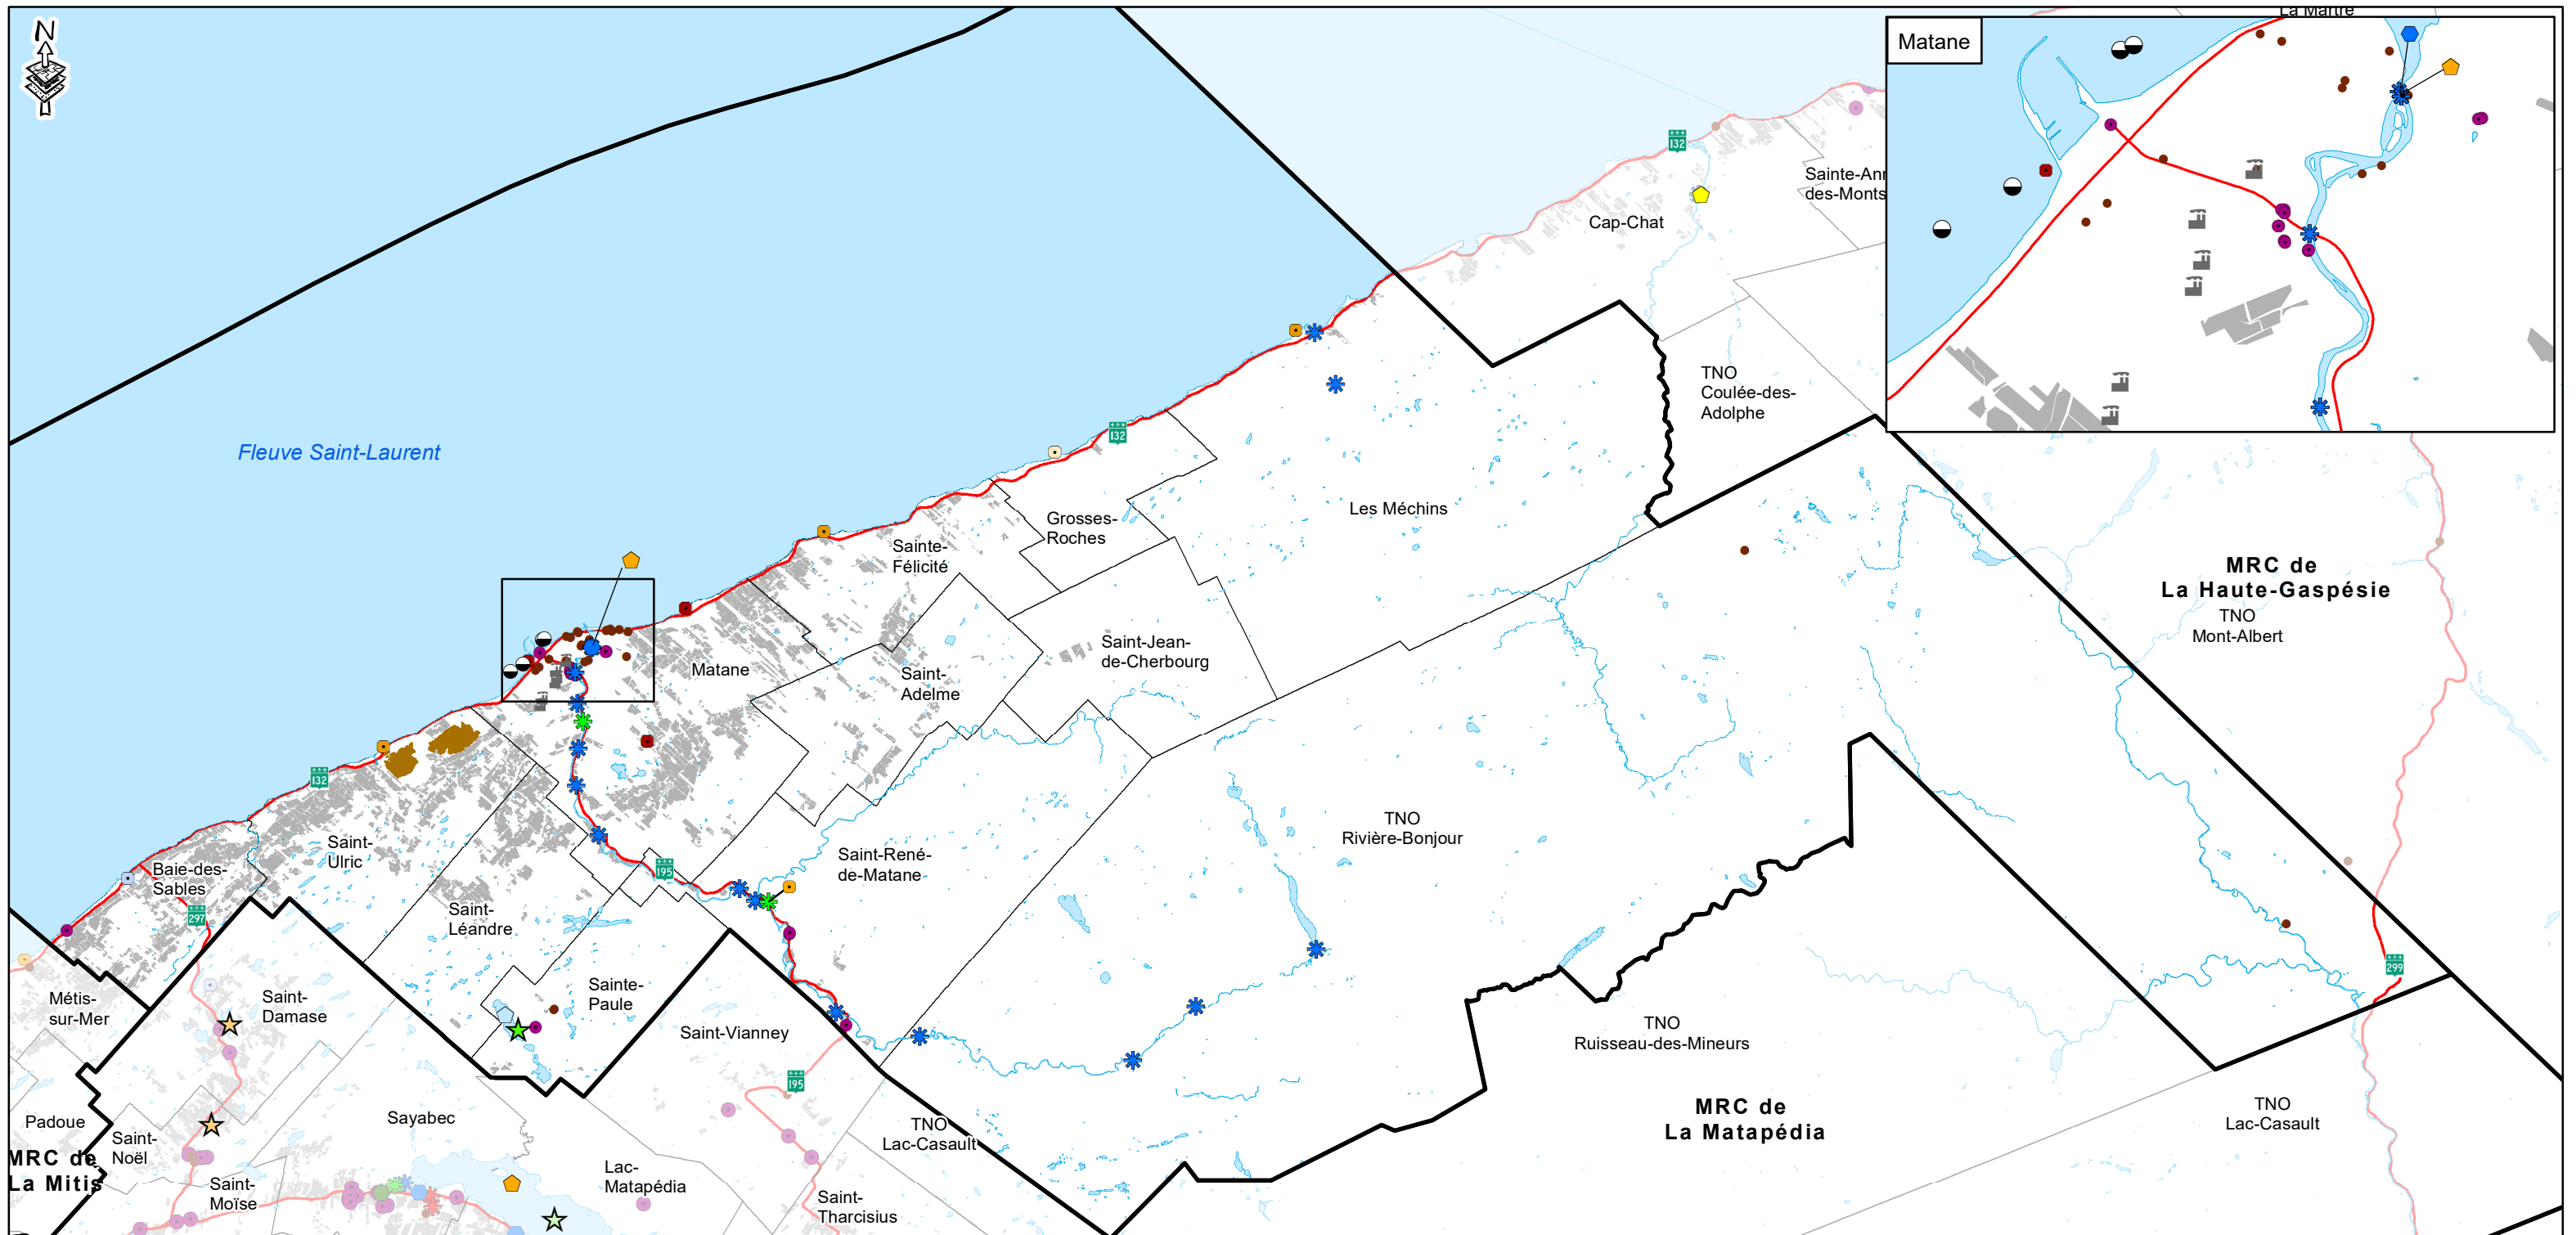 N
La Martre
Matane
132
Sainte-Ann
des-Monts
Cap-Chat
TNO
Coulée-des-
Adolphe
Fleuve Saint-Laurent
132
Les Méchins
Grosses-
Roches
Sainte-
Félicité
MRC de
La Haute-Gaspésie
TNO
Mont-Albert
Saint-Jean-
de-Cherbourg
Matane
Saint-
Adelme
132
TNO
Rivière-Bonjour
Saint-
Ulric
Saint-René-
de-Matane
195
Baie-des-
Sables
297
Saint-
Léandre
299
Sainte-
Paule
Métis-
sur-Mer
Saint-
Damase
Saint-Vianney
TNO
Ruisseau-des-Mineurs
195
MRC de
La Matapédia
TNO
Lac-Casault
Padoue
Sayabec
TNO
Lac-Casault
Saint-
Noël
MRC de
La Mitis
Lac-
Matapédia
Saint-
Moïse
Saint-
Tharcisius